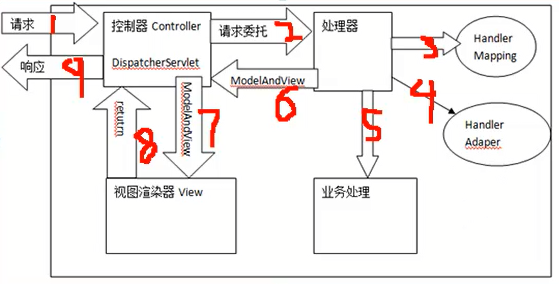 请求
1
控制器 Controller
请求委托
2
处理器
3
Handler
Mapping
响应
9
DispatcherServlet
ModelAndView
6
4
Handler
Adaper
retutrn
8
ModelAndView
7
5
视图渲染器 View
业务处理